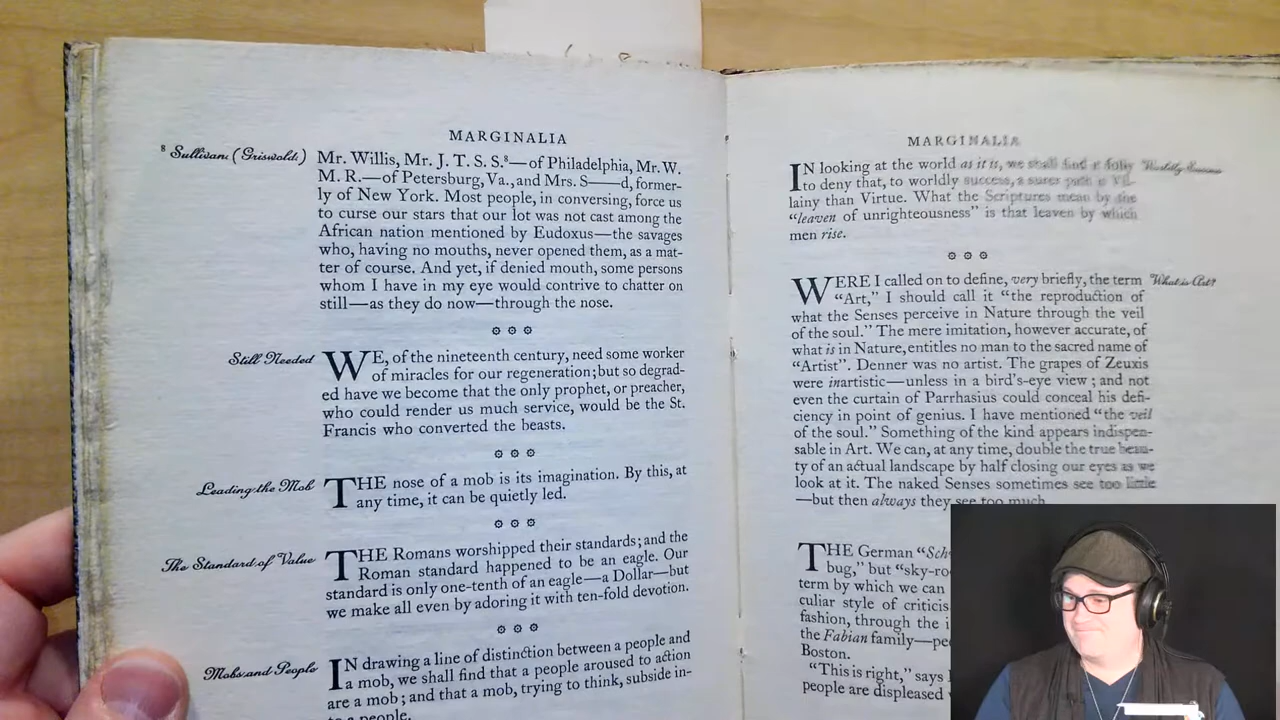 MARGINALIA
⁸ Sullivan: (Griswold:)
Mr. Willis, Mr. J. T. S. S.⁸—of Philadelphia, Mr. W.
M. R.—of Petersburg, Va., and Mrs. S——d, former-
ly of New York. Most people, in conversing, force us
to curse our stars that our lot was not cast among the
African nation mentioned by Eudoxus—the savages
who, having no mouths, never opened them, as a mat-
ter of course. And yet, if denied mouth, some persons
whom I have in my eye would contrive to chatter on
still—as they do now—through the nose.
Still Needed
WE, of the nineteenth century, need some worker
of miracles for our regeneration; but so degrad-
ed have we become that the only prophet, or preacher,
who could render us much service, would be the St.
Francis who converted the beasts.
Leading the Mob
THE nose of a mob is its imagination. By this, at
any time, it can be quietly led.
The Standard of Value
THE Romans worshipped their standards; and the
Roman standard happened to be an eagle. Our
standard is only one-tenth of an eagle—a Dollar—but
we make all even by adoring it with ten-fold devotion.
Mobs and People
IN drawing a line of distinction between a people and
a mob, we shall find that a people aroused to action
are a mob; and that a mob, trying to think, subside in-
to a people.
MARGINALIA
IN looking at the world as it is, we shall find it folly
Worldly Success
to deny that, to worldly success, a surer path is Vil-
lainy than Virtue. What the Scriptures mean by the
"leaven of unrighteousness" is that leaven by which
men rise.
WERE I called on to define, very briefly, the term
What is Art?
"Art," I should call it "the reproduction of
what the Senses perceive in Nature through the veil
of the soul." The mere imitation, however accurate, of
what is in Nature, entitles no man to the sacred name of
"Artist". Denner was no artist. The grapes of Zeuxis
were inartistic—unless in a bird's-eye view; and not
even the curtain of Parrhasius could conceal his defi-
ciency in point of genius. I have mentioned "the veil
of the soul." Something of the kind appears indispen-
sable in Art. We can, at any time, double the true beau-
ty of an actual landscape by half closing our eyes as we
look at it. The naked Senses sometimes see too little
—but then always they see too much.
THE German "Sch
bug," but "sky-ro
term by which we can
culiar style of criticis
fashion, through the i
the Fabian family—pe
Boston.
"This is right," says
people are displeased